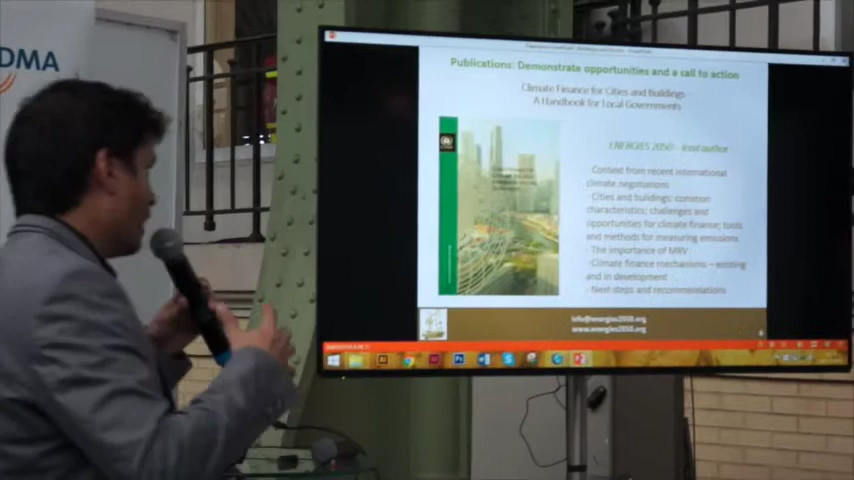 DMA
Publications: Demonstrate opportunities and a call to action
Climate Finance for Cities and Buildings -
A Handbook for Local Governments
ENERGIES 2050 – lead author
Context from recent international
climate negotiations
Cities and buildings: common
characteristics; challenges and
opportunities for climate finance; tools
and methods for measuring emissions
The importance of MRV
Climate finance mechanisms – existing
and in development
Next steps and recommendations
info@energies2050.org
www.energies2050.org